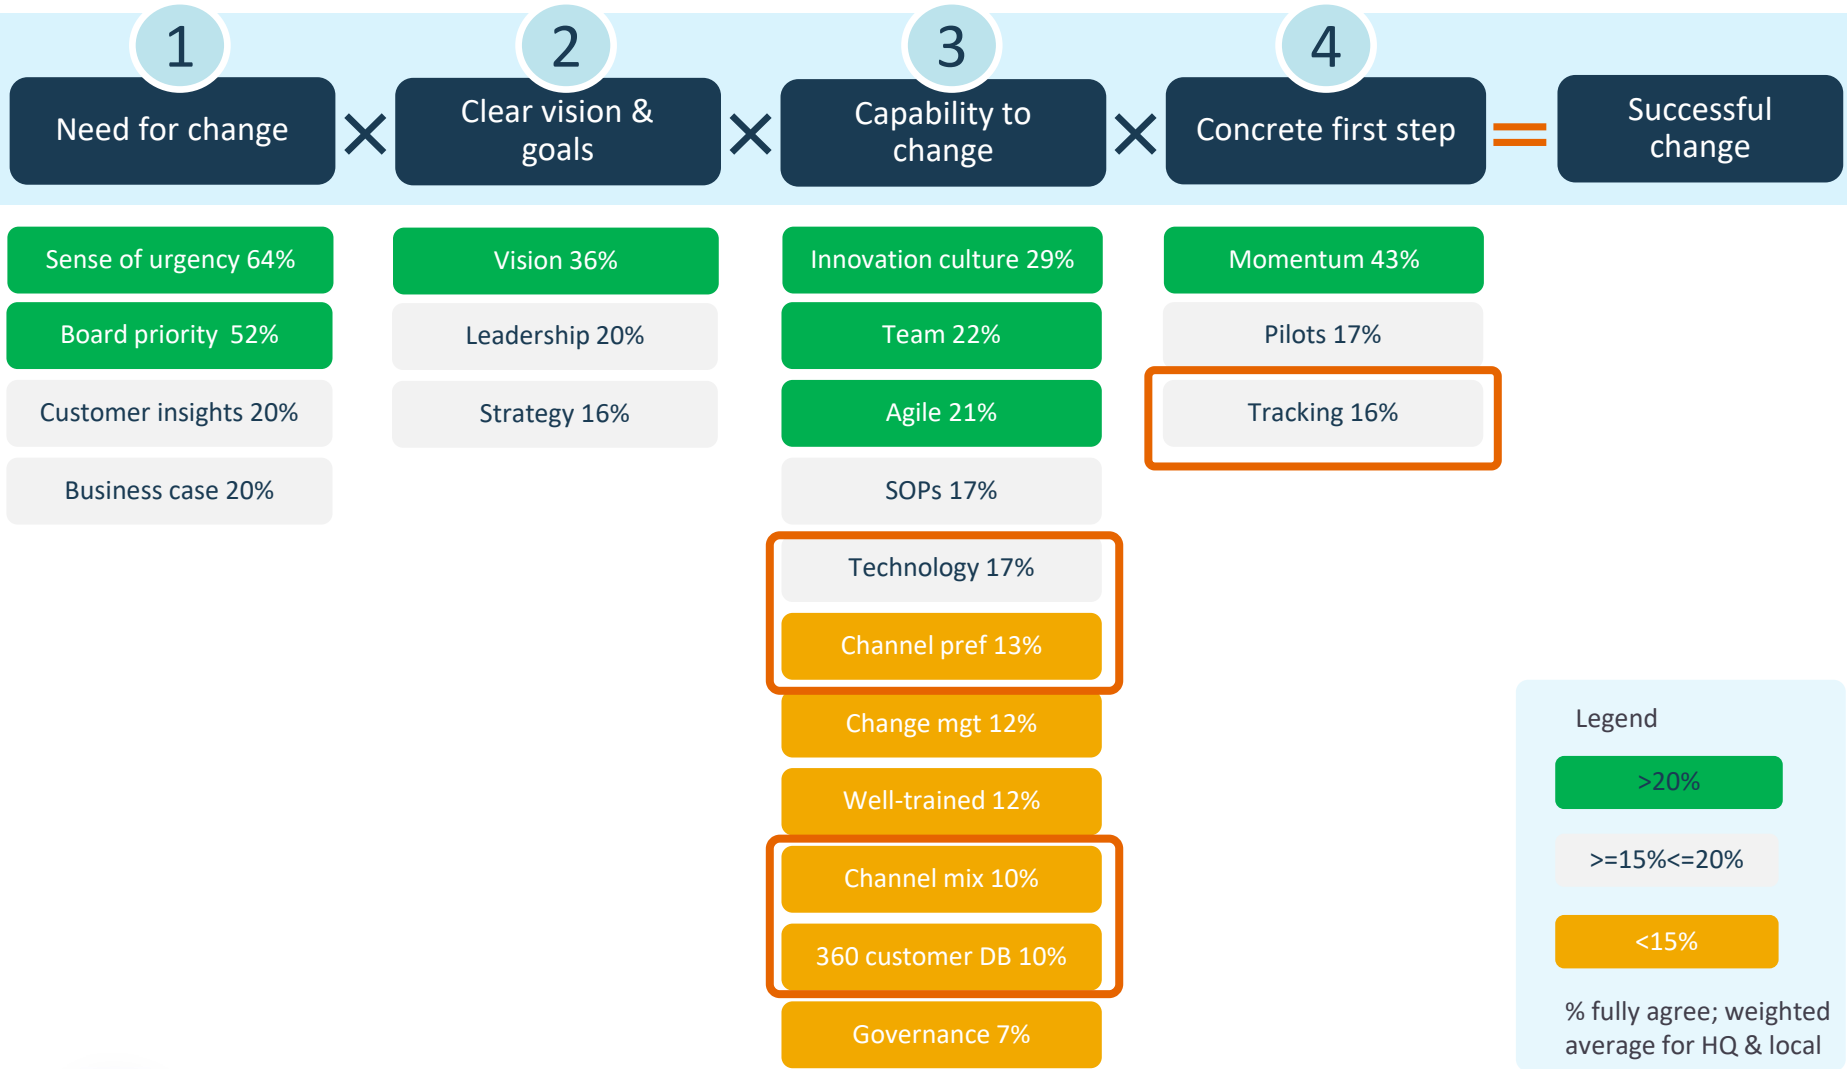 1
2
3
4
Need for change
×
Clear vision &
goals
×
Capability to
change
×
Concrete first step
=
Successful
change
Sense of urgency 64%
Board priority 52%
Customer insights 20%
Business case 20%
Vision 36%
Leadership 20%
Strategy 16%
Innovation culture 29%
Team 22%
Agile 21%
SOPs 17%
Technology 17%
Channel pref 13%
Change mgt 12%
Well-trained 12%
Channel mix 10%
360 customer DB 10%
Governance 7%
Momentum 43%
Pilots 17%
Tracking 16%
Legend
>20%
>=15%<=20%
<15%
% fully agree; weighted
average for HQ & local